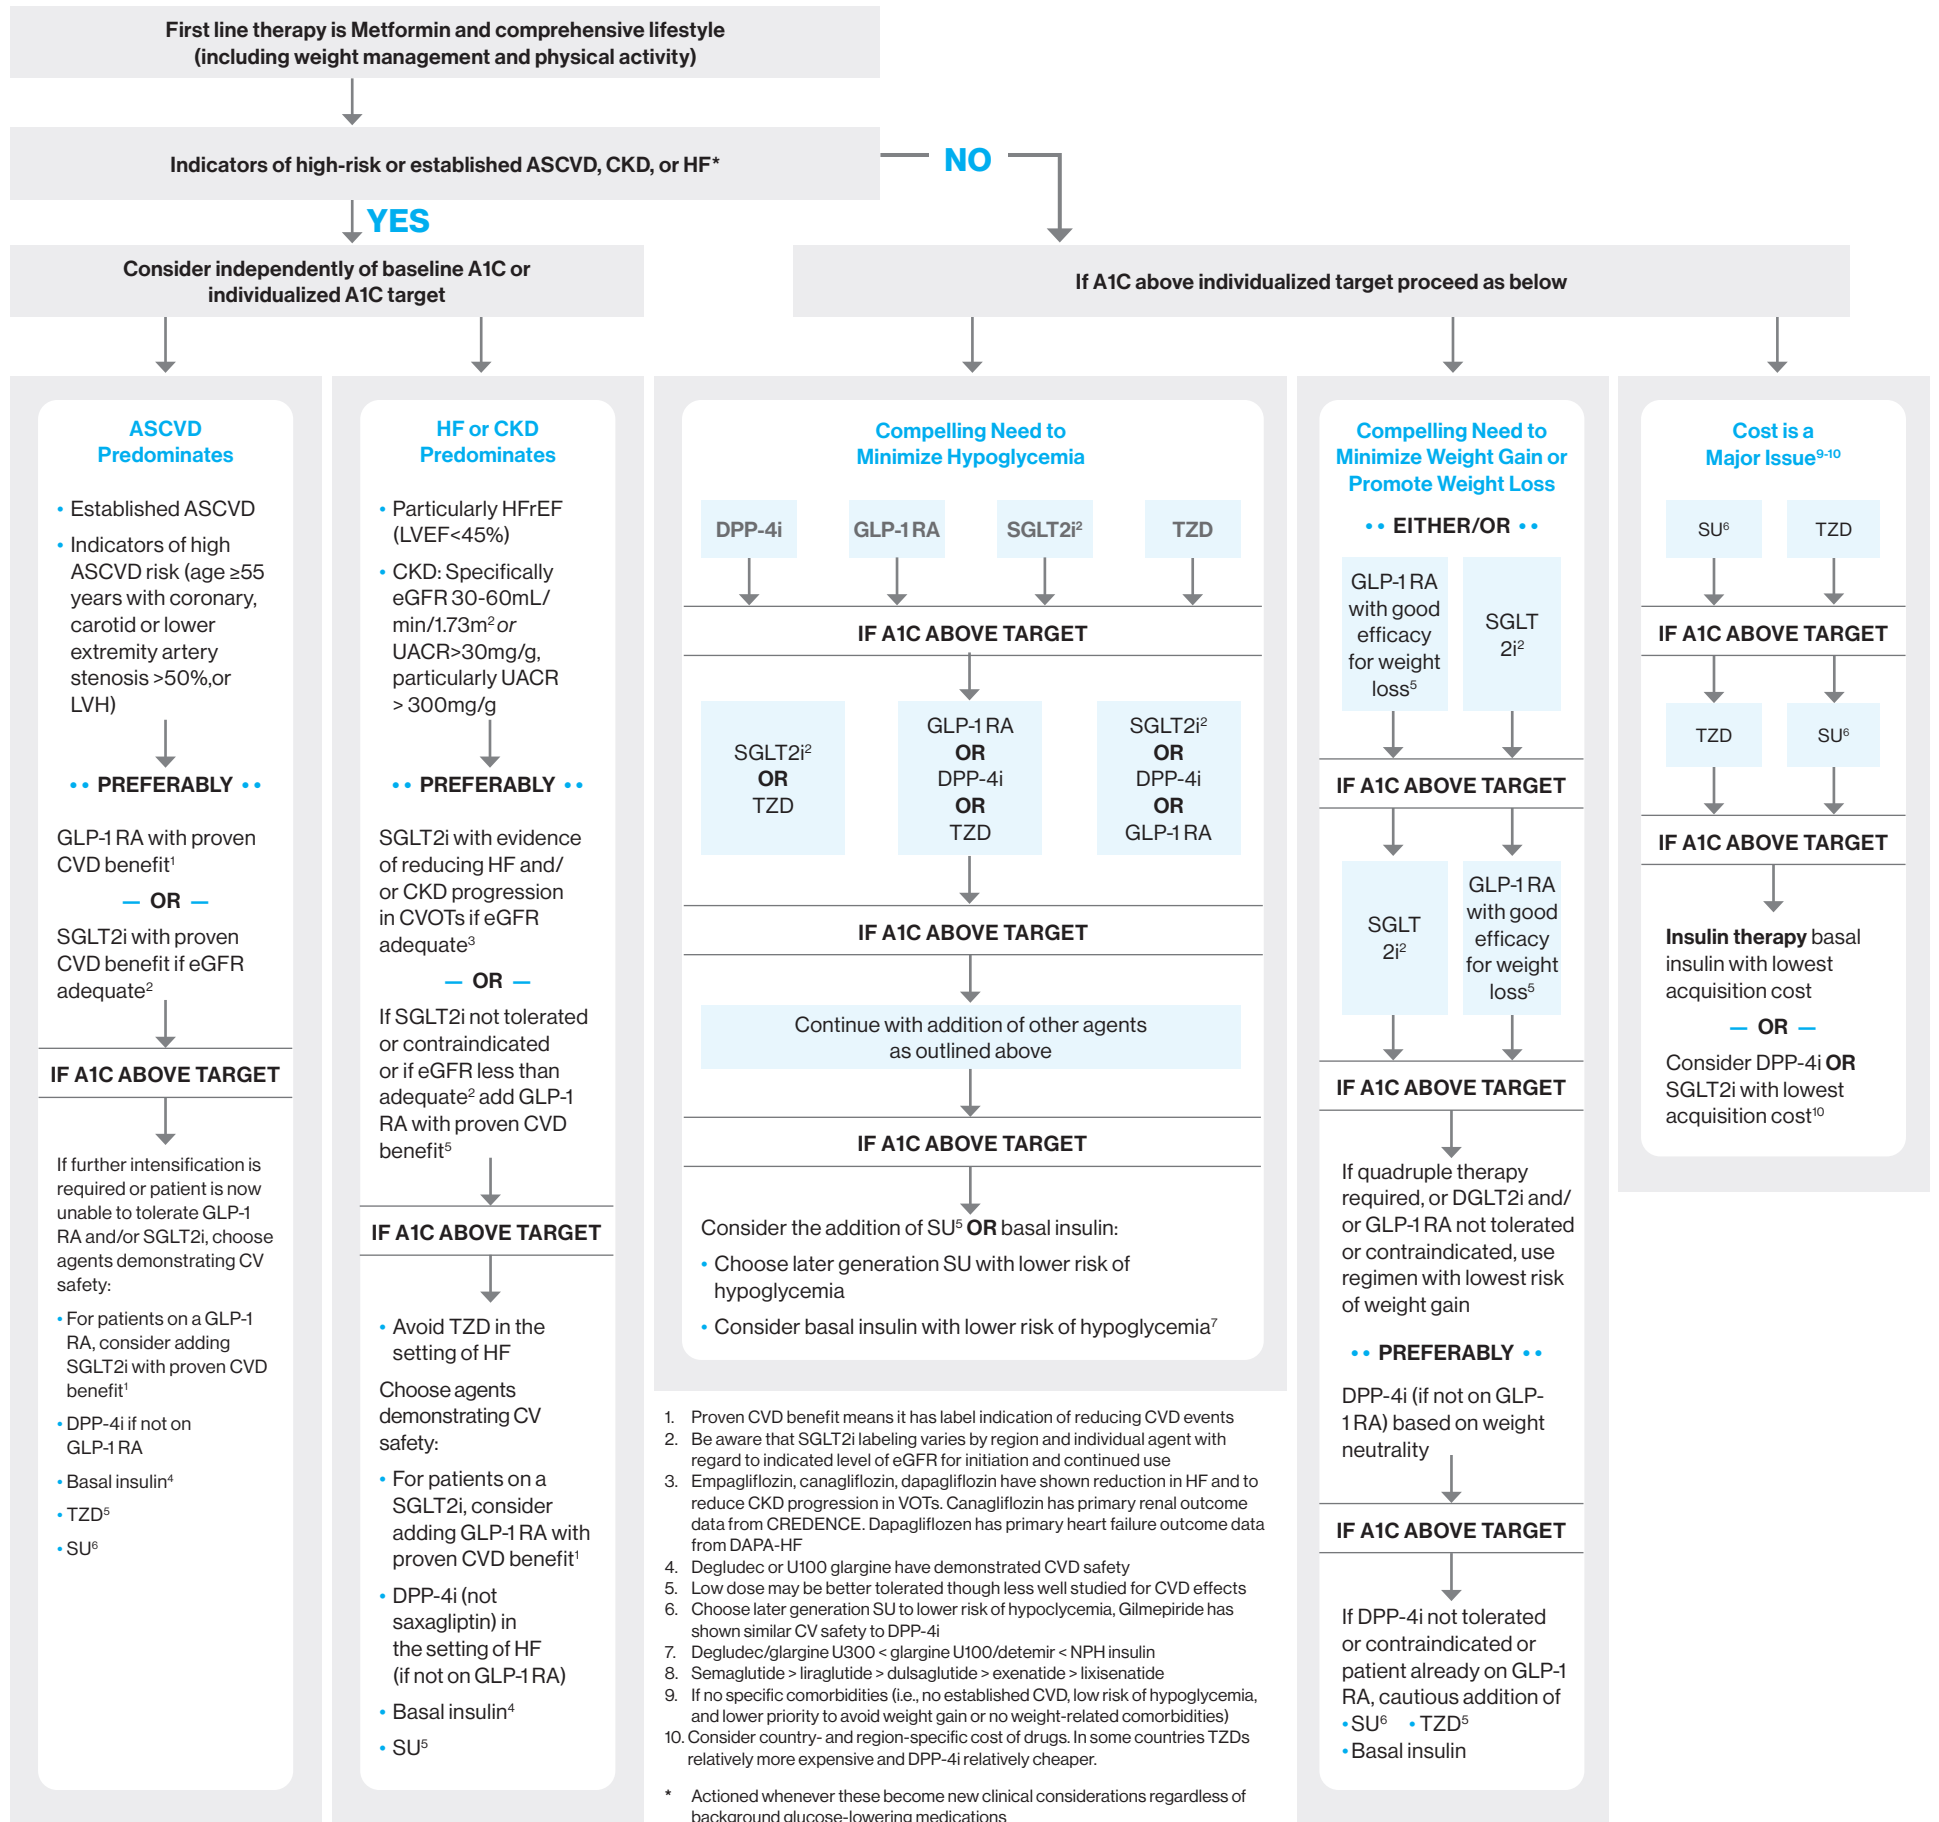 First line therapy is Metformin and comprehensive lifestyle
(including weight management and physical activity)
Indicators of high-risk or established ASCVD, CKD, or HF*
NO
YES
Consider independently of baseline A1C or
individualized A1C target
If A1C above individualized target proceed as below
ASCVD
Predominates
• Established ASCVD
• Indicators of high
ASCVD risk (age ≥55
years with coronary,
carotid or lower
extremity artery
stenosis >50%,or
LVH)
•• PREFERABLY ••
GLP-1 RA with proven
CVD benefit¹
— OR —
SGLT2i with proven
CVD benefit if eGFR
adequate²
IF A1C ABOVE TARGET
If further intensification is
required or patient is now
unable to tolerate GLP-1
RA and/or SGLT2i, choose
agents demonstrating CV
safety:
• For patients on a GLP-1
RA, consider adding
SGLT2i with proven CVD
benefit¹
• DPP-4i if not on
GLP-1 RA
• Basal insulin⁴
• TZD⁵
• SU⁶
HF or CKD
Predominates
• Particularly HFrEF
(LVEF<45%)
• CKD: Specifically
eGFR 30-60mL/
min/1.73m² or
UACR>30mg/g,
particularly UACR
> 300mg/g
•• PREFERABLY ••
SGLT2i with evidence
of reducing HF and/
or CKD progression
in CVOTs if eGFR
adequate³
— OR —
If SGLT2i not tolerated
or contraindicated
or if eGFR less than
adequate² add GLP-1
RA with proven CVD
benefit⁵
IF A1C ABOVE TARGET
• Avoid TZD in the
setting of HF
Choose agents
demonstrating CV
safety:
• For patients on a
SGLT2i, consider
adding GLP-1 RA with
proven CVD benefit¹
• DPP-4i (not
saxagliptin) in
the setting of HF
(if not on GLP-1 RA)
• Basal insulin⁴
• SU⁵
Compelling Need to
Minimize Hypoglycemia
DPP-4i
GLP-1 RA
SGLT2i²
TZD
IF A1C ABOVE TARGET
SGLT2i²
OR
TZD
GLP-1 RA
OR
DPP-4i
OR
TZD
SGLT2i²
OR
DPP-4i
OR
GLP-1 RA
IF A1C ABOVE TARGET
Continue with addition of other agents
as outlined above
IF A1C ABOVE TARGET
Consider the addition of SU⁵ OR basal insulin:
• Choose later generation SU with lower risk of
hypoglycemia
• Consider basal insulin with lower risk of hypoglycemia⁷
Compelling Need to
Minimize Weight Gain or
Promote Weight Loss
•• EITHER/OR ••
GLP-1 RA
with good
efficacy
for weight
loss⁵
SGLT
2i²
IF A1C ABOVE TARGET
SGLT
2i²
GLP-1 RA
with good
efficacy
for weight
loss⁵
IF A1C ABOVE TARGET
If quadruple therapy
required, or DGLT2i and/
or GLP-1 RA not tolerated
or contraindicated, use
regimen with lowest risk
of weight gain
•• PREFERABLY ••
DPP-4i (if not on GLP-
1 RA) based on weight
neutrality
IF A1C ABOVE TARGET
If DPP-4i not tolerated
or contraindicated or
patient already on GLP-1
RA, cautious addition of
• SU⁶ • TZD⁵
• Basal insulin
Cost is a
Major Issue⁹⁻¹⁰
SU⁶
TZD
IF A1C ABOVE TARGET
TZD
SU⁶
IF A1C ABOVE TARGET
Insulin therapy basal
insulin with lowest
acquisition cost
— OR —
Consider DPP-4i OR
SGLT2i with lowest
acquisition cost¹⁰
1. Proven CVD benefit means it has label indication of reducing CVD events
2. Be aware that SGLT2i labeling varies by region and individual agent with
regard to indicated level of eGFR for initiation and continued use
3. Empagliflozin, canagliflozin, dapagliflozin have shown reduction in HF and to
reduce CKD progression in VOTs. Canagliflozin has primary renal outcome
data from CREDENCE. Dapagliflozen has primary heart failure outcome data
from DAPA-HF
4. Degludec or U100 glargine have demonstrated CVD safety
5. Low dose may be better tolerated though less well studied for CVD effects
6. Choose later generation SU to lower risk of hypoclycemia, Gilmepiride has
shown similar CV safety to DPP-4i
7. Degludec/glargine U300 < glargine U100/detemir < NPH insulin
8. Semaglutide > liraglutide > dulsaglutide > exenatide > lixisenatide
9. If no specific comorbidities (i.e., no established CVD, low risk of hypoglycemia,
and lower priority to avoid weight gain or no weight-related comorbidities)
10. Consider country- and region-specific cost of drugs. In some countries TZDs
relatively more expensive and DPP-4i relatively cheaper.
* Actioned whenever these become new clinical considerations regardless of
background glucose-lowering medications